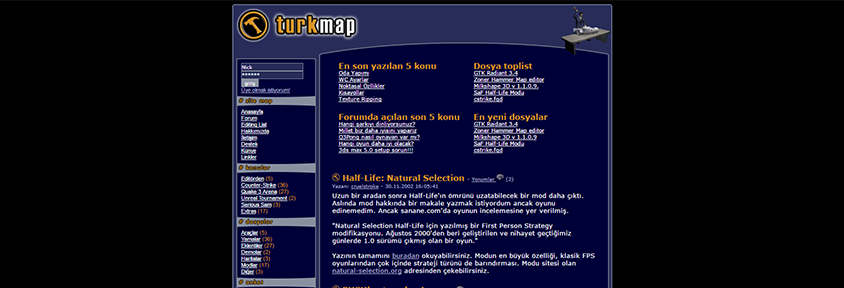 turkmap
Nick
******
giriş
Üye olmak istiyorum!
site map
Anasayfa
Forum
Editing List
Hakkımızda
İletişim
Destek
Künye
Linkler
konular
Editörden (5)
Counter-Strike (36)
Quake 3 Arena (27)
Unreal Tournament (2)
Serious Sam (3)
Extras (17)
dosyalar
Araçlar (5)
Yamalar (36)
Eklentiler (27)
Demolar (2)
Haritalar (3)
Modlar (17)
Diğer (3)
anket
En son yazılan 5 konu
Oda Yapımı
WC Ayarlar
Noktasal Özllikler
Kısayollar
Texture Ripping
Dosya toplist
GTK Radiant 3.4
Zoner Hammer Map editor
Milkshape 3D v 1.1.0.9.
Saf Half-Life Modu
cstrike.fgd
Forumda açılan son 5 konu
Hangi şarkıyı dinliyorsunuz?
Millet biz daha iyisini yaparız
Q3Pong nasıl oynayan var mı?
Hangi oyun daha iyi olacak?
3ds max 5.0 setup sorun!!!
En yeni dosyalar
GTK Radiant 3.4
Zoner Hammer Map editor
Milkshape 3D v 1.1.0.9
Saf Half-Life Modu
cstrike.fgd
Half-Life: Natural Selection - Yorumlar (2)
Yazarı: cruelstroke - 30.11.2002 16:05:41
Uzun bir aradan sonra Half-Life'ın ömrünü uzatabilecek bir mod daha çıktı.
Aslında mod hakkında bir makale yazmak istiyordum ancak oyunu
edinemedim. Ancak sanane.com'da oyunun incelemesine yer verilmiş.
"Natural Selection Half-Life için yazılmış bir First Person Strategy
modifikasyonu. Ağustos 2000'den beri geliştirilen ve nihayet geçtiğimiz
günlerde 1.0 sürümü çıkmış olan bir oyun."
Yazının tamamını buradan okuyabilirsiniz. Modun en büyük özelliği, klasik FPS
oyunlarından çok içinde strateji türünü de barındırması. Modu sitesi olan
natural-selection.org adresinden çekebilirsiniz.